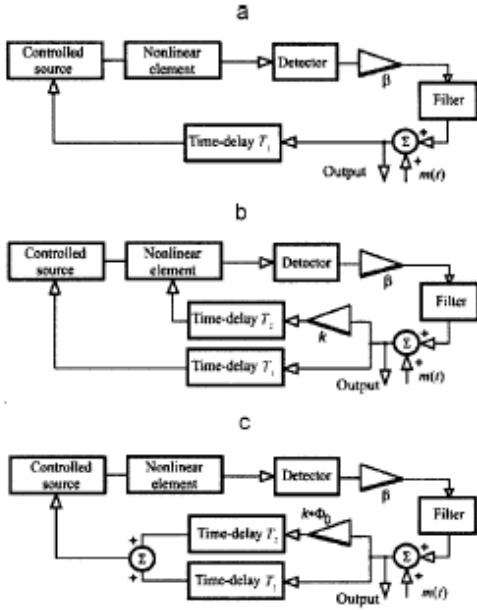 a
Controlled source
Nonlinear element
Detector
β
Filter
Time-delay T₁
Σ
+
+
Output
m(t)
b
Controlled source
Nonlinear element
Detector
β
Filter
Time-delay T₂
k
Time-delay T₁
Σ
+
+
Output
m(t)
c
Controlled source
Nonlinear element
Detector
β
Filter
k•Φ₀
Time-delay T₂
+
Σ
+
Time-delay T₁
Σ
+
+
Output
m(t)